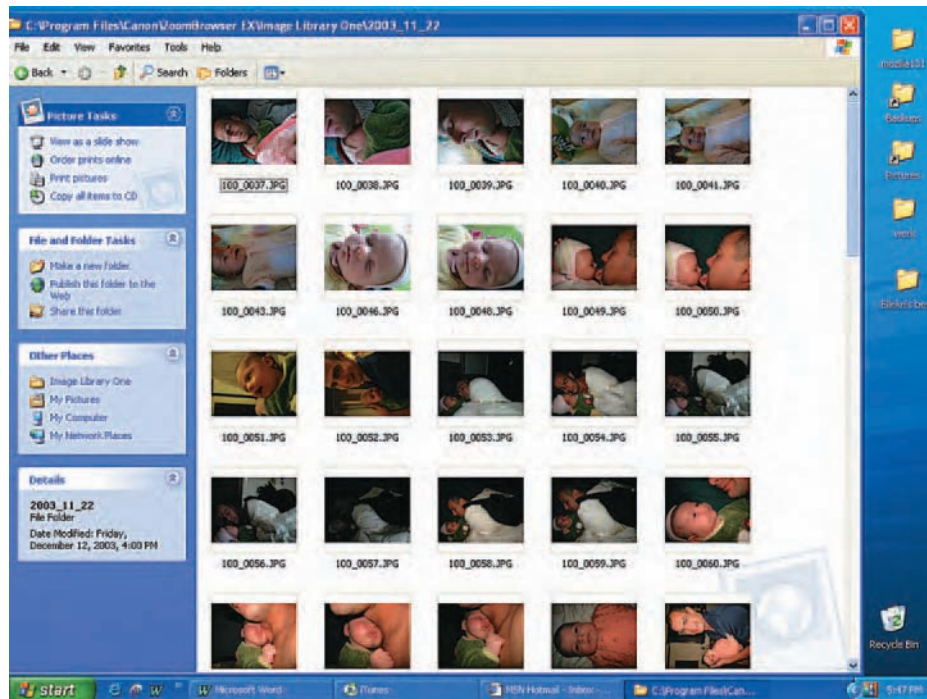 C:\Program Files\Canon\ZoomBrowser EX\Image Library One\2003_11_22
File Edit View Favorites Tools Help
Back Search Folders
Picture Tasks
View as a slide show
Order prints online
Print pictures
Copy all items to CD
File and Folder Tasks
Make a new folder
Publish this folder to the
Web
Share this folder
Other Places
Image Library One
My Pictures
My Computer
My Network Places
Details
2003_11_22
File Folder
Date Modified: Friday,
December 12, 2003, 4:00 PM
100_0037.JPG 100_0038.JPG 100_0039.JPG 100_0040.JPG 100_0041.JPG
100_0043.JPG 100_0046.JPG 100_0048.JPG 100_0049.JPG 100_0050.JPG
100_0051.JPG 100_0052.JPG 100_0053.JPG 100_0054.JPG 100_0055.JPG
100_0056.JPG 100_0057.JPG 100_0058.JPG 100_0059.JPG 100_0060.JPG
Backups
Pictures
work
Recycle Bin
start
Microsoft Word
iTunes
MSN Hotmail - Inbox -...
C:\Program Files\Can...
5:47 PM